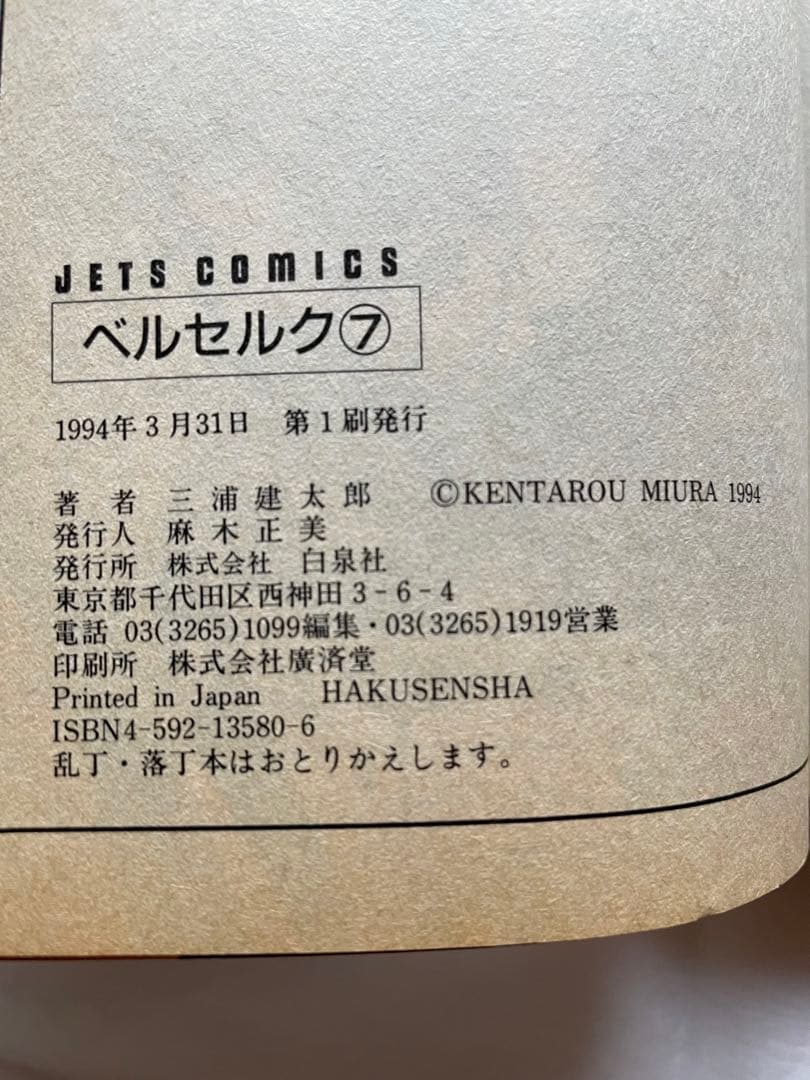 JETS COMICS
ベルセルク⑦
1994年3月31日 第1刷発行
著者 三浦建太郎 ©KENTAROU MIURA 1994
発行人 麻木正美
発行所 株式会社 白泉社
東京都千代田区西神田3-6-4
電話 03(3265)1099編集・03(3265)1919営業
印刷所 株式会社廣済堂
Printed in Japan HAKUSENSHA
ISBN4-592-13580-6
乱丁・落丁本はおとりかえします。